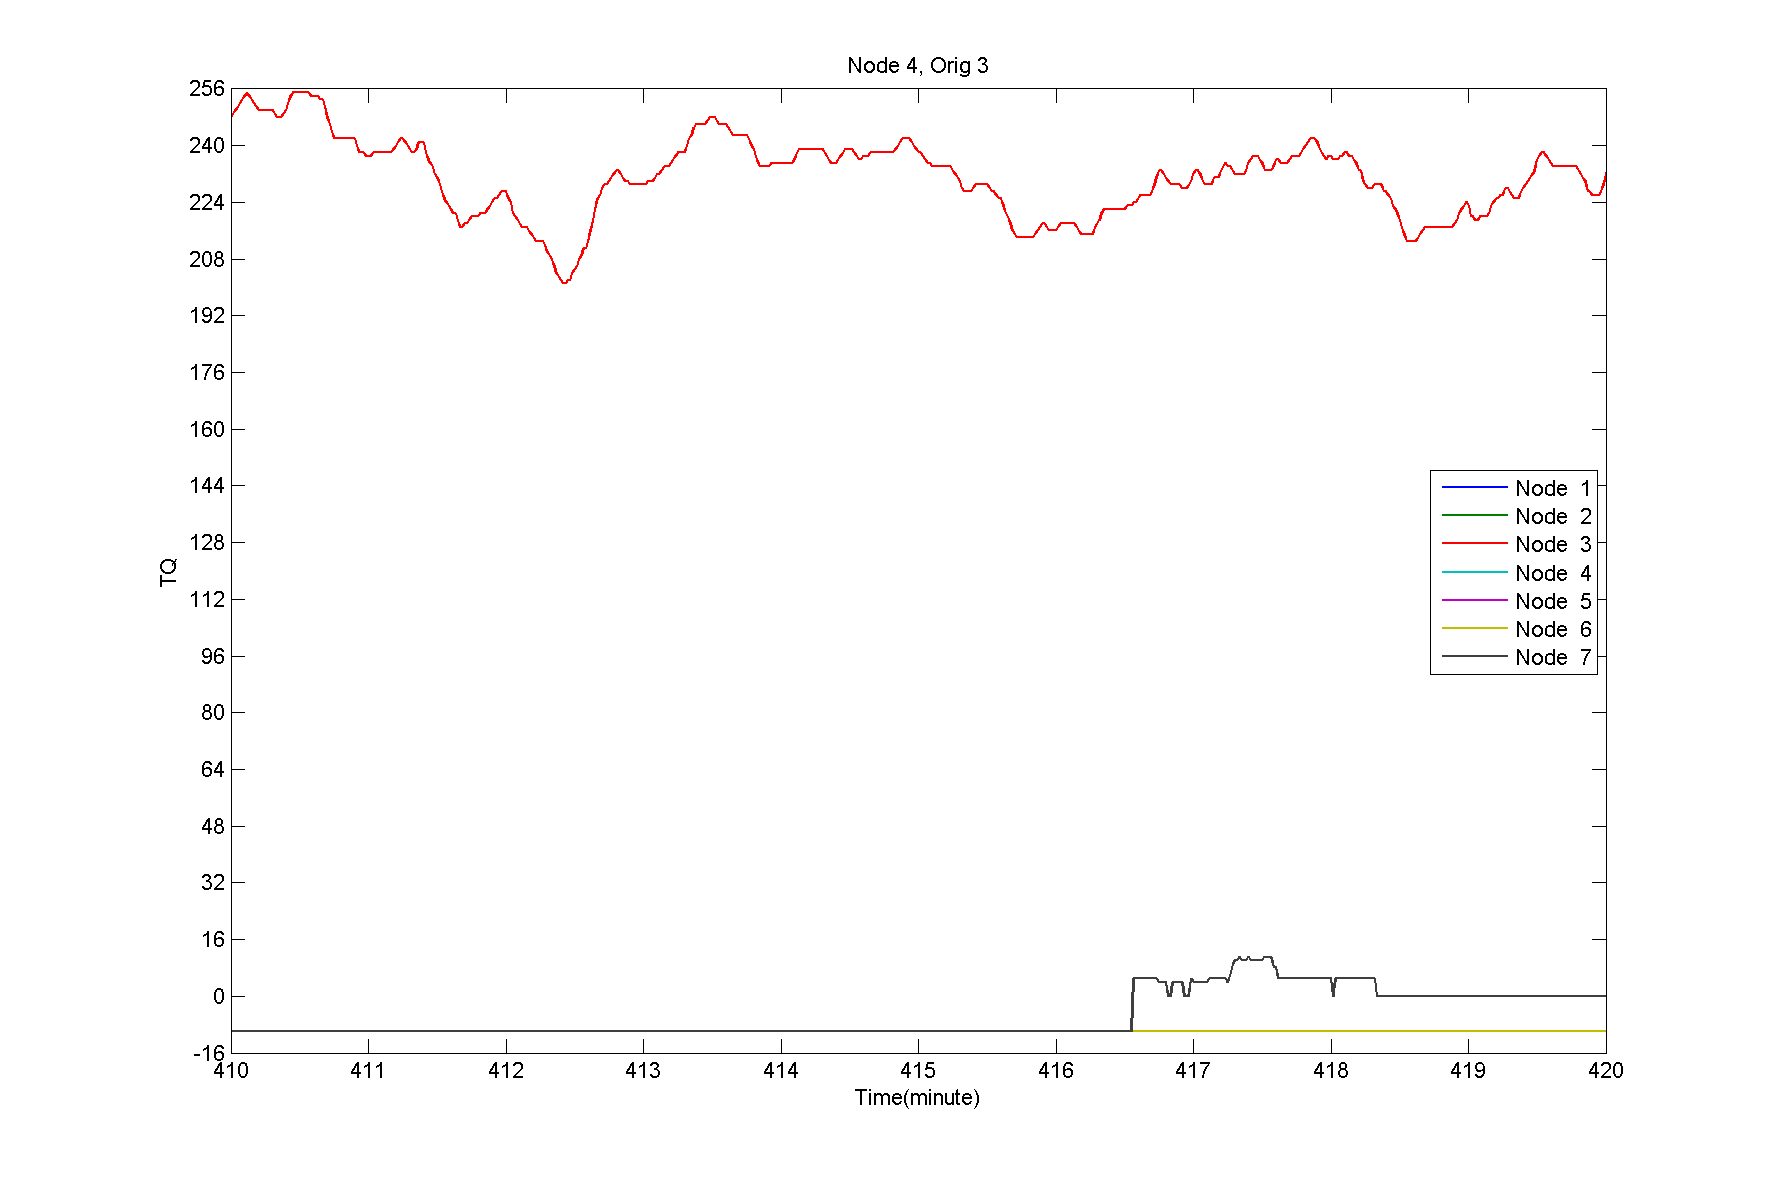 Node 4, Orig 3
256
240
224
208
192
176
160
144
128
112
96
80
64
48
32
16
0
-16
TQ
Node 1
Node 2
Node 3
Node 4
Node 5
Node 6
Node 7
410 411 412 413 414 415 416 417 418 419 420
Time(minute)